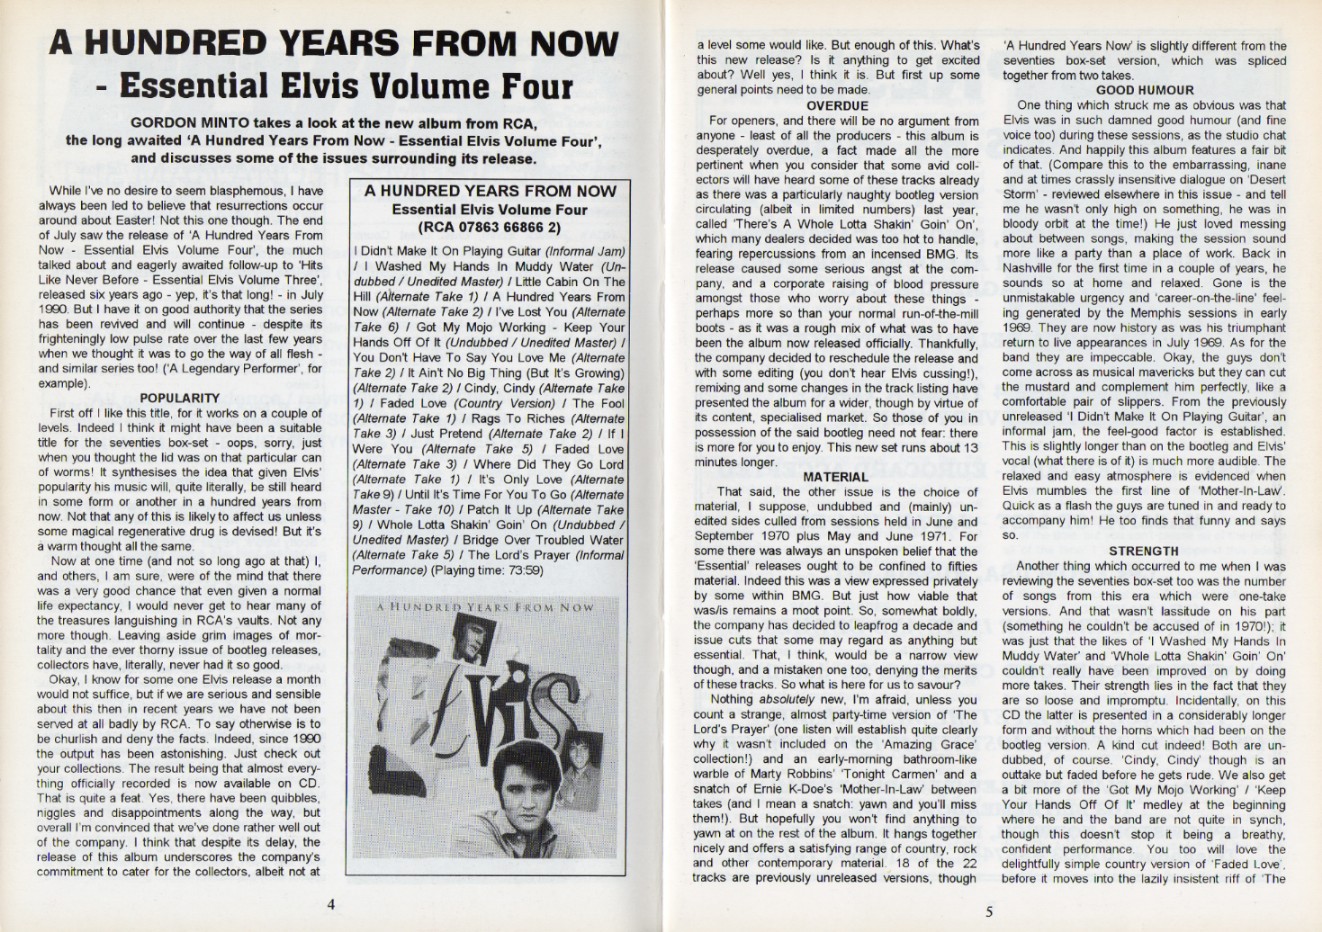 A HUNDRED YEARS FROM NOW
- Essential Elvis Volume Four
GORDON MINTO takes a look at the new album from RCA,
the long awaited 'A Hundred Years From Now - Essential Elvis Volume Four',
and discusses some of the issues surrounding its release.
While I've no desire to seem blasphemous, I have
always been led to believe that resurrections occur
around about Easter! Not this one though. The end
of July saw the release of 'A Hundred Years From
Now - Essential Elvis Volume Four', the much
talked about and eagerly awaited follow-up to 'Hits
Like Never Before - Essential Elvis Volume Three',
released six years ago - yep, it's that long! - in July
1990. But I have it on good authority that the series
has been revived and will continue - despite its
frighteningly low pulse rate over the last few years
when we thought it was to go the way of all flesh -
and similar series too! ('A Legendary Performer', for
example).
POPULARITY
First off I like this title, for it works on a couple of
levels. Indeed I think it might have been a suitable
title for the seventies box-set - oops, sorry, just
when you thought the lid was on that particular can
of worms! It synthesises the idea that given Elvis'
popularity his music will, quite literally, be still heard
in some form or another in a hundred years from
now. Not that any of this is likely to affect us unless
some magical regenerative drug is devised! But it's
a warm thought all the same.
Now at one time (and not so long ago at that) I,
and others, I am sure, were of the mind that there
was a very good chance that even given a normal
life expectancy, I would never get to hear many of
the treasures languishing in RCA's vaults. Not any
more though. Leaving aside grim images of mor-
tality and the ever thorny issue of bootleg releases,
collectors have, literally, never had it so good.
Okay, I know for some one Elvis release a month
would not suffice, but if we are serious and sensible
about this then in recent years we have not been
served at all badly by RCA. To say otherwise is to
be churlish and deny the facts. Indeed, since 1990
the output has been astonishing. Just check out
your collections. The result being that almost every-
thing officially recorded is now available on CD.
That is quite a feat. Yes, there have been quibbles,
niggles and disappointments along the way, but
overall I'm convinced that we've done rather well out
of the company. I think that despite its delay, the
release of this album underscores the company's
commitment to cater for the collectors, albeit not at
A HUNDRED YEARS FROM NOW
Essential Elvis Volume Four
(RCA 07863 66866 2)
I Didn't Make It On Playing Guitar (Informal Jam)
/ I Washed My Hands In Muddy Water (Un-
dubbed / Unedited Master) / Little Cabin On The
Hill (Alternate Take 1) / A Hundred Years From
Now (Alternate Take 2) / I've Lost You (Alternate
Take 6) / Got My Mojo Working - Keep Your
Hands Off Of It (Undubbed / Unedited Master) /
You Don't Have To Say You Love Me (Alternate
Take 2) / It Ain't No Big Thing (But It's Growing)
(Alternate Take 2) / Cindy, Cindy (Alternate Take
1) / Faded Love (Country Version) / The Fool
(Alternate Take 1) / Rags To Riches (Alternate
Take 3) / Just Pretend (Alternate Take 2) / If I
Were You (Alternate Take 5) / Faded Love
(Alternate Take 3) / Where Did They Go Lord
(Alternate Take 1) / It's Only Love (Alternate
Take 9) / Until It's Time For You To Go (Alternate
Master - Take 10) / Patch It Up (Alternate Take
9) / Whole Lotta Shakin' Goin' On (Undubbed /
Unedited Master) / Bridge Over Troubled Water
(Alternate Take 5) / The Lord's Prayer (Informal
Performance) (Playing time: 73:59)
A HUNDRED YEARS FROM NOW
ELVIS
4
a level some would like. But enough of this. What's
this new release? Is it anything to get excited
about? Well yes, I think it is. But first up some
general points need to be made.
OVERDUE
For openers, and there will be no argument from
anyone - least of all the producers - this album is
desperately overdue, a fact made all the more
pertinent when you consider that some avid coll-
ectors will have heard some of these tracks already
as there was a particularly naughty bootleg version
circulating (albeit in limited numbers) last year,
called 'There's A Whole Lotta Shakin' Goin' On',
which many dealers decided was too hot to handle,
fearing repercussions from an incensed BMG. Its
release caused some serious angst at the com-
pany, and a corporate raising of blood pressure
amongst those who worry about these things -
perhaps more so than your normal run-of-the-mill
boots - as it was a rough mix of what was to have
been the album now released officially. Thankfully,
the company decided to reschedule the release and
with some editing (you don't hear Elvis cussing!),
remixing and some changes in the track listing have
presented the album for a wider, though by virtue of
its content, specialised market. So those of you in
possession of the said bootleg need not fear: there
is more for you to enjoy. This new set runs about 13
minutes longer.
MATERIAL
That said, the other issue is the choice of
material, I suppose, undubbed and (mainly) un-
edited sides culled from sessions held in June and
September 1970 plus May and June 1971. For
some there was always an unspoken belief that the
'Essential' releases ought to be confined to fifties
material. Indeed this was a view expressed privately
by some within BMG. But just how viable that
was/is remains a moot point. So, somewhat boldly,
the company has decided to leapfrog a decade and
issue cuts that some may regard as anything but
essential. That, I think, would be a narrow view
though, and a mistaken one too, denying the merits
of these tracks. So what is here for us to savour?
Nothing absolutely new, I'm afraid, unless you
count a strange, almost party-time version of 'The
Lord's Prayer' (one listen will establish quite clearly
why it wasn't included on the 'Amazing Grace'
collection!) and an early-morning bathroom-like
warble of Marty Robbins' 'Tonight Carmen' and a
snatch of Ernie K-Doe's 'Mother-In-Law' between
takes (and I mean a snatch: yawn and you'll miss
them!). But hopefully you won't find anything to
yawn at on the rest of the album. It hangs together
nicely and offers a satisfying range of country, rock
and other contemporary material. 18 of the 22
tracks are previously unreleased versions, though
'A Hundred Years Now' is slightly different from the
seventies box-set version, which was spliced
together from two takes.
GOOD HUMOUR
One thing which struck me as obvious was that
Elvis was in such damned good humour (and fine
voice too) during these sessions, as the studio chat
indicates. And happily this album features a fair bit
of that. (Compare this to the embarrassing, inane
and at times crassly insensitive dialogue on 'Desert
Storm' - reviewed elsewhere in this issue - and tell
me he wasn't only high on something, he was in
bloody orbit at the time!) He just loved messing
about between songs, making the session sound
more like a party than a place of work. Back in
Nashville for the first time in a couple of years, he
sounds so at home and relaxed. Gone is the
unmistakable urgency and 'career-on-the-line' feel-
ing generated by the Memphis sessions in early
1969. They are now history as was his triumphant
return to live appearances in July 1969. As for the
band they are impeccable. Okay, the guys don't
come across as musical mavericks but they can cut
the mustard and complement him perfectly, like a
comfortable pair of slippers. From the previously
unreleased 'I Didn't Make It On Playing Guitar', an
informal jam, the feel-good factor is established.
This is slightly longer than on the bootleg and Elvis'
vocal (what there is of it) is much more audible. The
relaxed and easy atmosphere is evidenced when
Elvis mumbles the first line of 'Mother-In-Law'.
Quick as a flash the guys are tuned in and ready to
accompany him! He too finds that funny and says
so.
STRENGTH
Another thing which occurred to me when I was
reviewing the seventies box-set too was the number
of songs from this era which were one-take
versions. And that wasn't lassitude on his part
(something he couldn't be accused of in 1970!); it
was just that the likes of 'I Washed My Hands In
Muddy Water' and 'Whole Lotta Shakin' Goin' On'
couldn't really have been improved on by doing
more takes. Their strength lies in the fact that they
are so loose and impromptu. Incidentally, on this
CD the latter is presented in a considerably longer
form and without the horns which had been on the
bootleg version. A kind cut indeed! Both are un-
dubbed, of course. 'Cindy, Cindy' though is an
outtake but faded before he gets rude. We also get
a bit more of the 'Got My Mojo Working' / 'Keep
Your Hands Off Of It' medley at the beginning
where he and the band are not quite in synch,
though this doesn't stop it being a breathy,
confident performance. You too will love the
delightfully simple country version of 'Faded Love',
before it moves into the lazily insistent riff of 'The
5